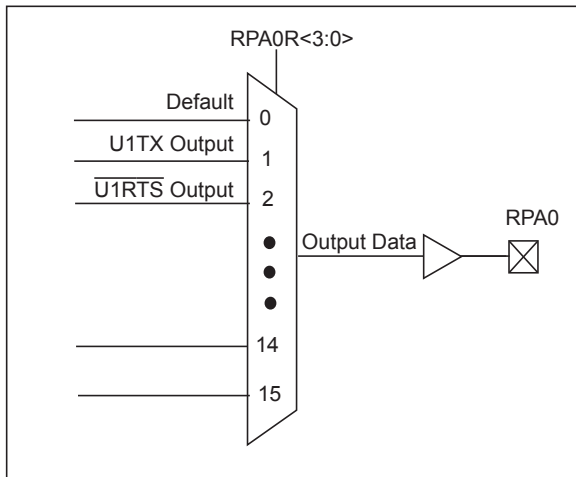 RPA0R<3:0>
Default
0
U1TX Output
1
U1RTS Output
2
RPA0
Output Data
14
15